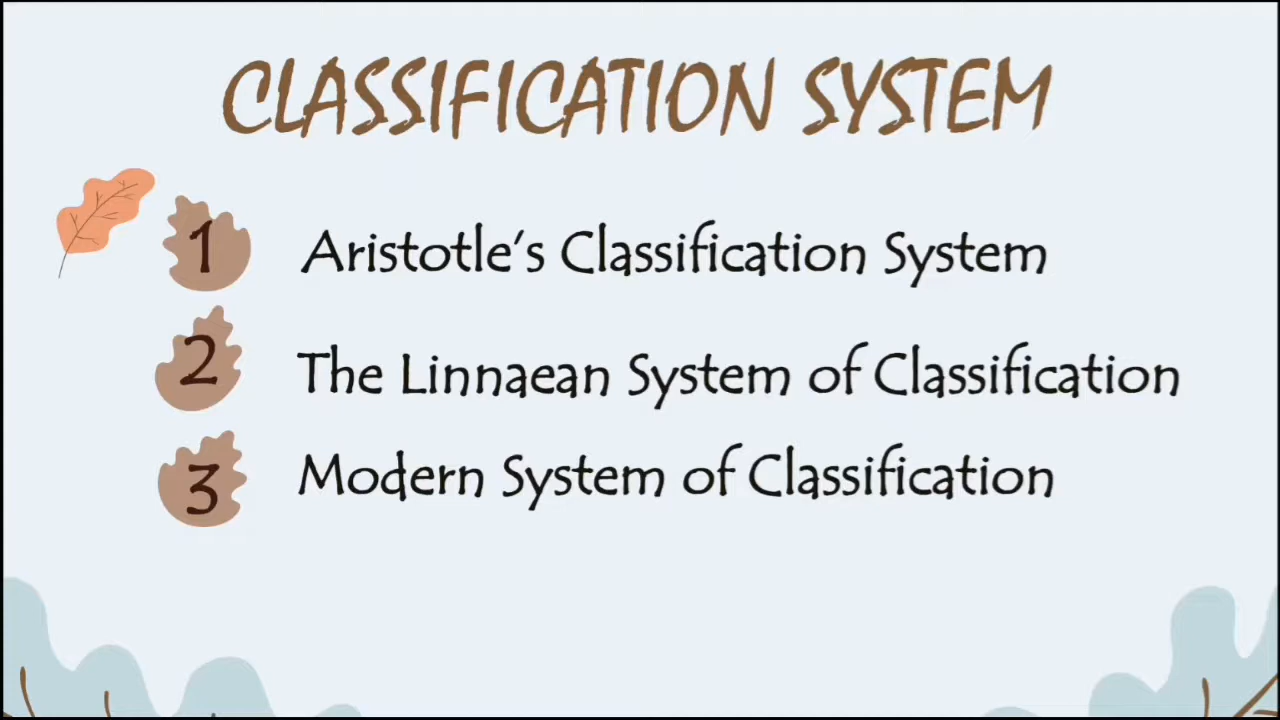 CLASSIFICATION SYSTEM
1 Aristotle's Classification System
2 The Linnaean System of Classification
3 Modern System of Classification